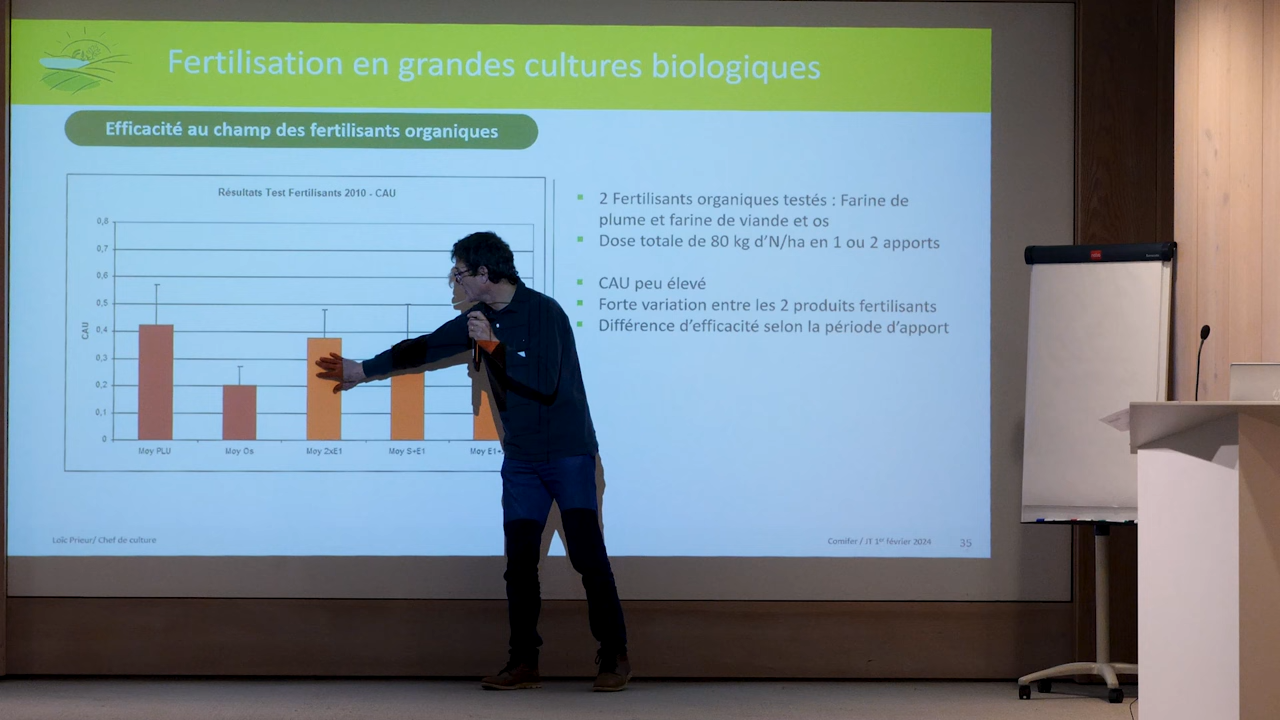 Fertilisation en grandes cultures biologiques
Efficacité au champ des fertilisants organiques
Résultats Test Fertilisants 2010 - CAU
0,8
0,7
0,6
0,5
0,4
0,3
0,2
0,1
0
CAU
Moy PLU
Moy Os
Moy 2xE1
Moy S+E1
Moy E1+
2 Fertilisants organiques testés : Farine de
plume et farine de viande et os
Dose totale de 80 kg d'N/ha en 1 ou 2 apports
CAU peu élevé
Forte variation entre les 2 produits fertilisants
Différence d'efficacité selon la période d'apport
Loïc Prieur/ Chef de culture
Comifer / JT 1er février 2024
35